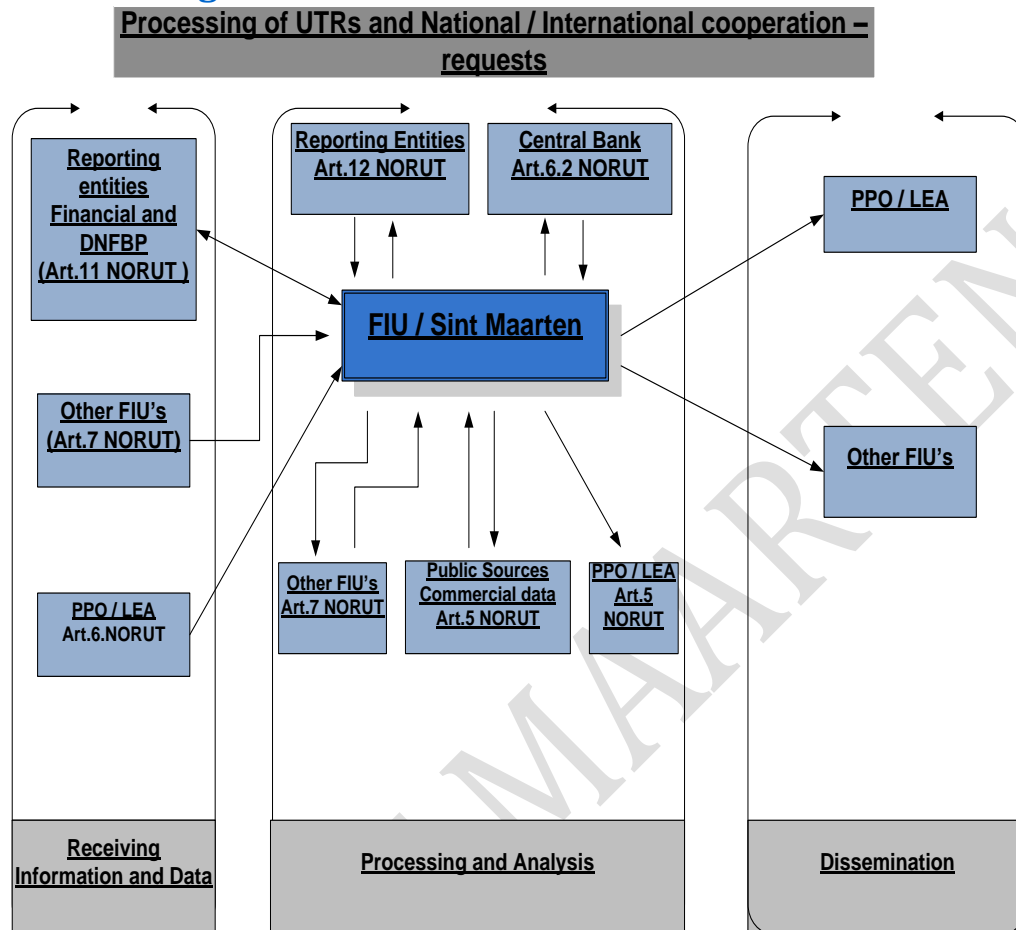 Processing of UTRs and National / International cooperation –
requests
Reporting
entities
Financial and
DNFBP
(Art.11 NORUT )
Other FIU's
(Art.7 NORUT)
PPO / LEA
Art.6.NORUT
Receiving
Information and Data
Reporting Entities
Art.12 NORUT
Central Bank
Art.6.2 NORUT
FIU / Sint Maarten
Other FIU's
Art.7 NORUT
Public Sources
Commercial data
Art.5 NORUT
PPO / LEA
Art.5
NORUT
Processing and Analysis
PPO / LEA
Other FIU's
Dissemination
MAARTEN